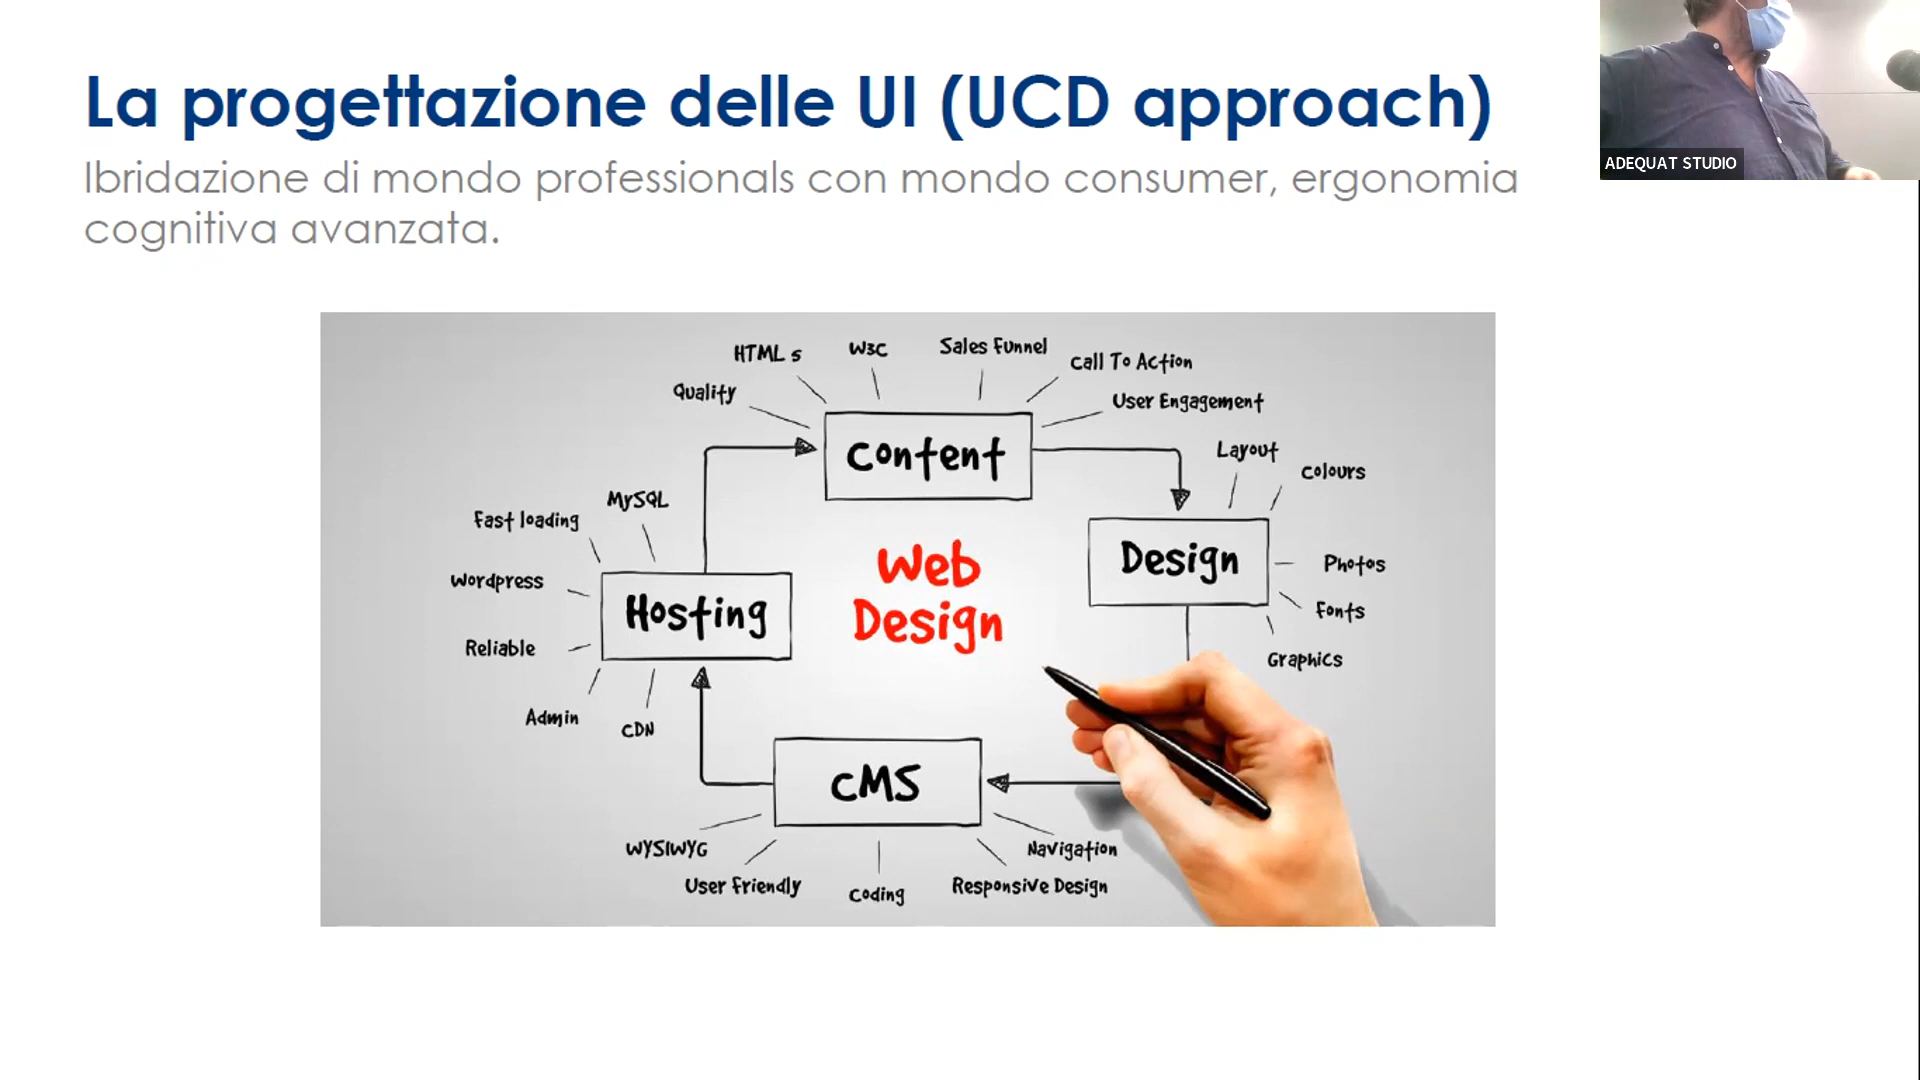 La progettazione delle UI (UCD approach)
Ibridazione di mondo professionals con mondo consumer, ergonomia
cognitiva avanzata.
ADEQUAT STUDIO
HTML 5
W3C
Sales Funnel
Call To Action
Quality
User Engagement
Content
Layout
Colours
MySQL
Fast loading
Web
Design
Design
Photos
Wordpress
Hosting
Fonts
Reliable
Graphics
Admin
CDN
CMS
WYSIWYG
Navigation
User Friendly
Coding
Responsive Design